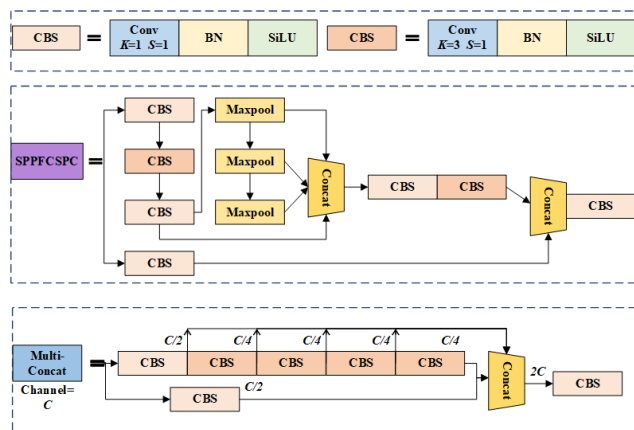 CBS = Conv K=1 S=1 BN SiLU CBS = Conv K=3 S=1 BN SiLU
SPPFCSPC =
CBS
CBS
CBS
CBS
Maxpool
Maxpool
Maxpool
Concat
CBS CBS
Concat
CBS
Multi-
Concat
=
Channel=
C
C/2 C/4 C/4 C/4 C/4
CBS CBS CBS CBS CBS
C/2
CBS
Concat
2C
CBS